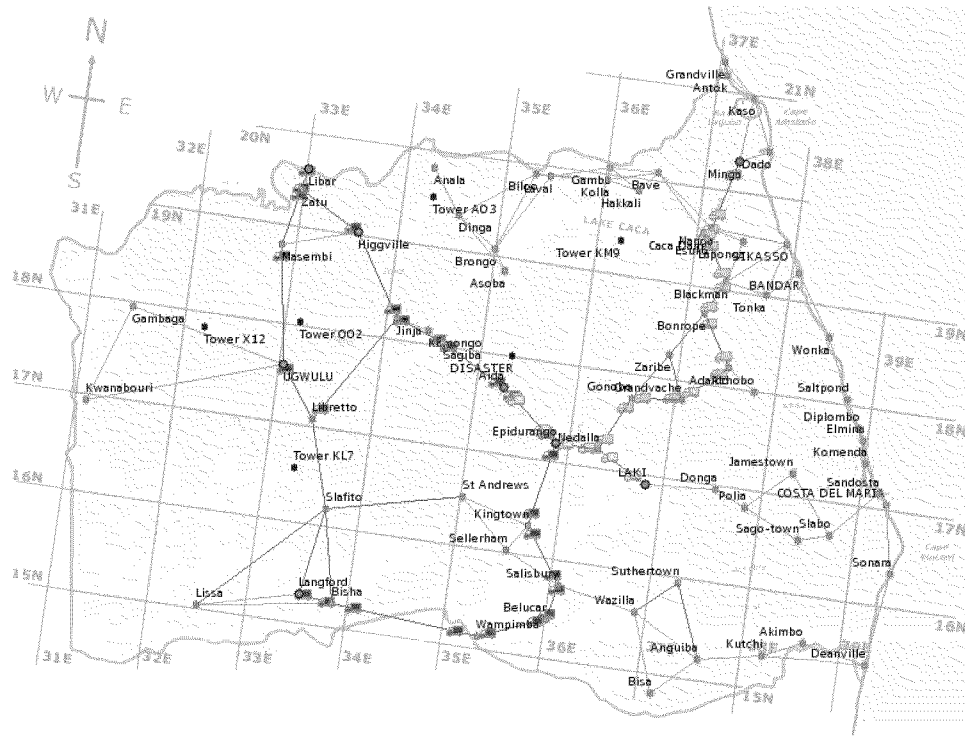 N
W E
S
37E
Grandville
Antok
21N
Kaso
33E
34E
35E
36E
20N
32E
38E
Dado
Minga
Libar
Zatu
Anala
Bilco
Laval
Gambu
Kolla
Bave
Hakkali
31E
19N
Tower AO3
Dinga
LAKE CACA
Higgville
Masembi
Tower KM9
Caca
Laponga
SIKASSO
Brongo
Asoba
18N
BANDAR
Blackman
Tonka
Gambaga
Tower X12
Tower OO2
Jinja
Bonrope
19N
Sagiba
Wonka
DISASTER
Aida
Zaribe
39E
17N
UGWULU
Kwanabouri
Gonoba
Grandvache
Saltpond
Libretto
Diplombo
Elmina
18N
Epidurango
Nedalla
Komenda
Tower KL7
LAKI
Donga
Jamestown
16N
St Andrews
Sandosta
COSTA DEL MARI
Slafito
Polia
Kingtown
Sago-town
Slabo
17N
Sellerham
Sonara
15N
Salisbury
Suthertown
Langford
Lissa
Bisha
Belucar
Wazilla
Wampimba
16N
Akimbo
Anguiba
Kutchi
Deanville
31E
32E
33E
34E
35E
36E
Bisa
15N